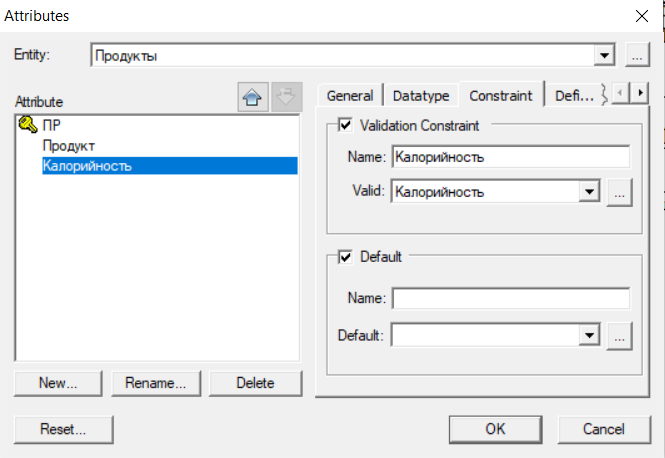 Attributes
Entity: Продукты ...
Attribute
ПР
Продукт
Калорийность
New... Rename... Delete
General Datatype Constraint Defi...
Validation Constraint
Name: Калорийность
Valid: Калорийность ...
Default
Name:
Default: ...
Reset... OK Cancel